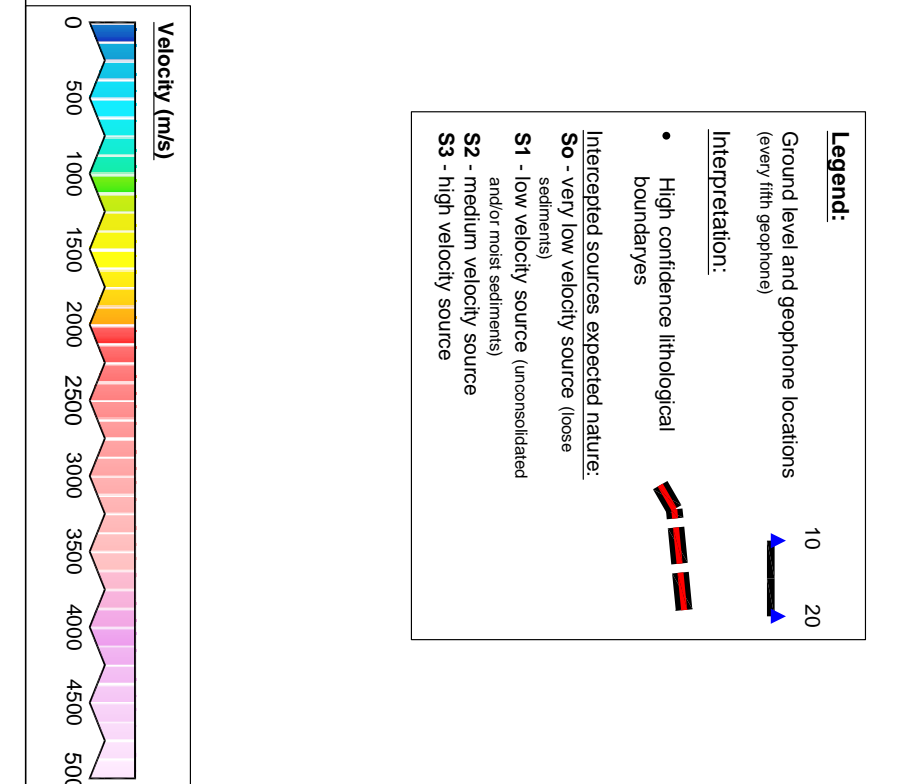 Legend:
Ground level and geophone locations
(every fifth geophone)
10 20
Interpretation:
• High confidence lithological
boundaryes
Intercepted sources expected nature:
So - very low velocity source (loose
sediments)
S1 - low velocity source (unconsolidated
and/or moist sediments)
S2 - medium velocity source
S3 - high velocity source
Velocity (m/s)
0 500 1000 1500 2000 2500 3000 3500 4000 4500